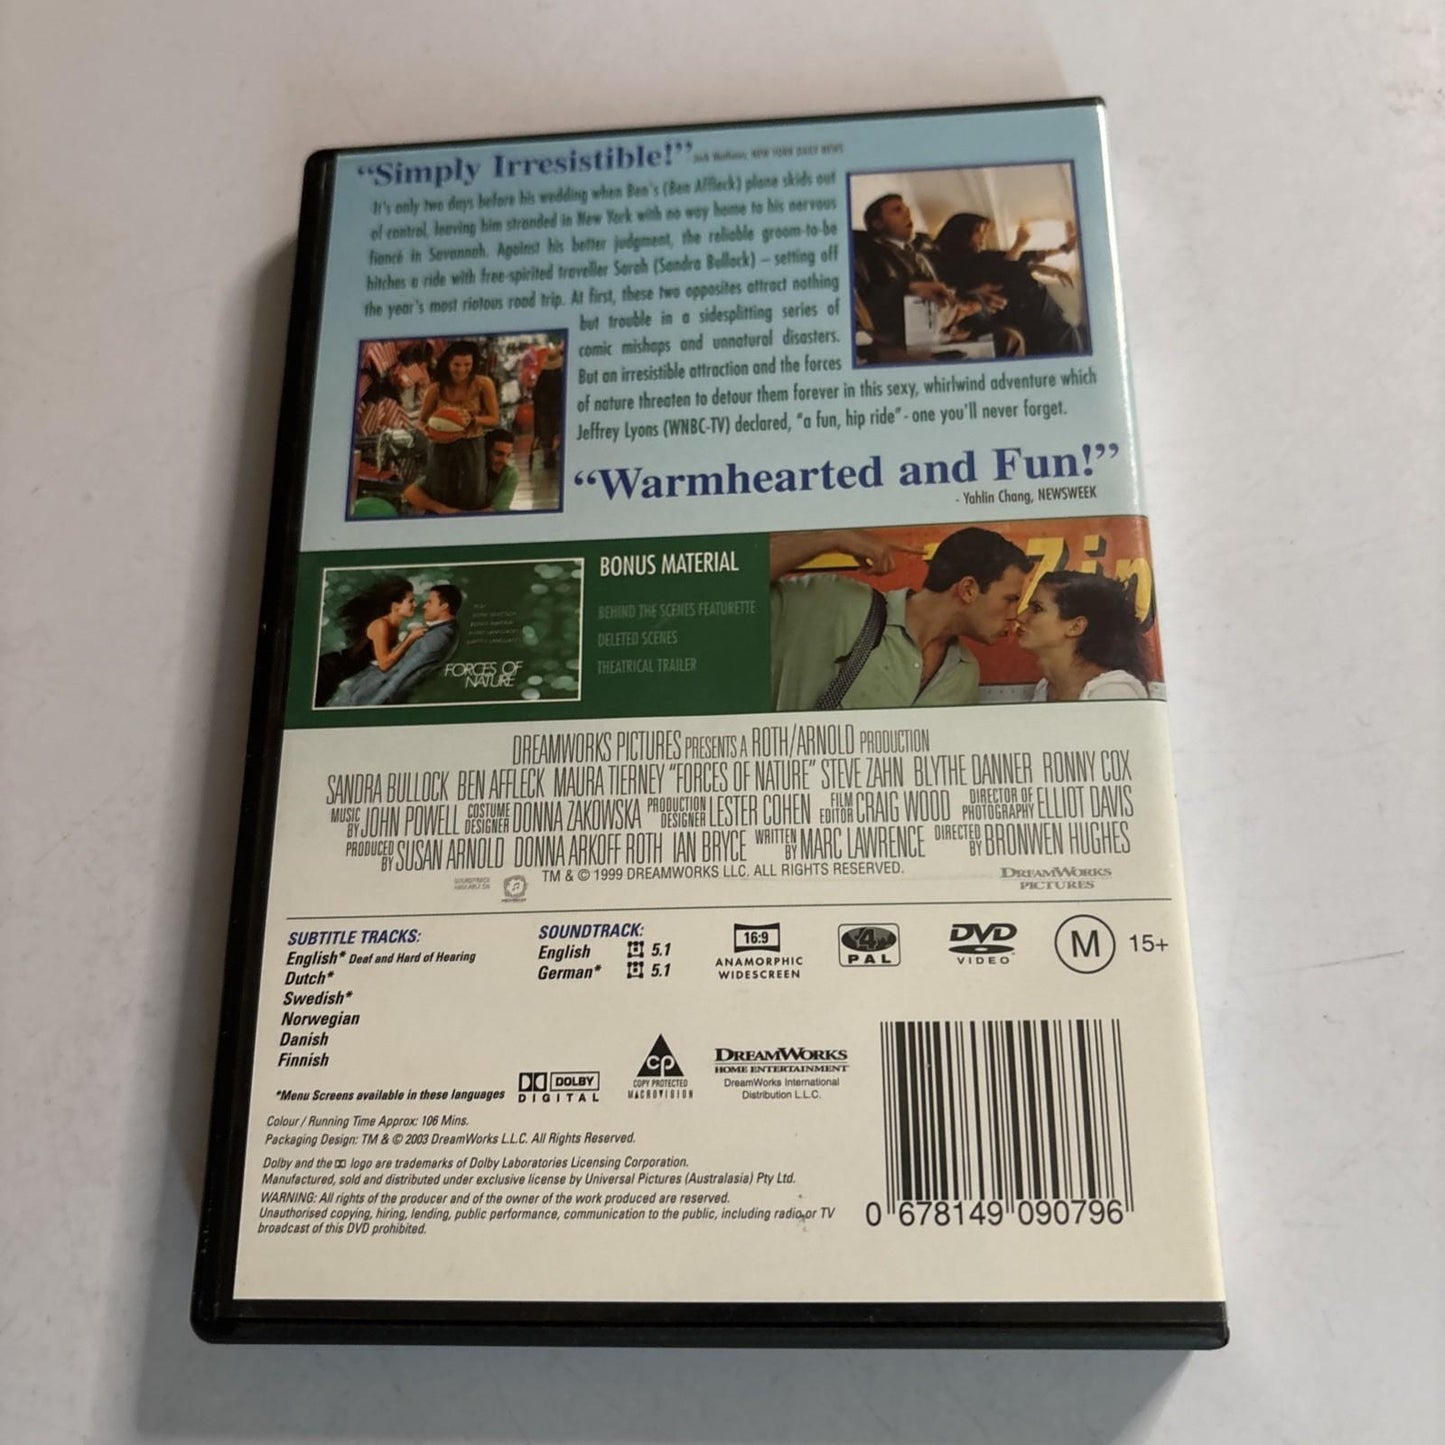 “Simply Irresistible!” NEW YORK DAILY NEWS
It's only two days before his wedding when Ben's (Ben Affleck) plane skids out
of control, leaving him stranded in New York with no way home to his nervous
fiancé in Savannah. Against his better judgment, the reliable groom-to-be
hitches a ride with free-spirited traveller Sarah (Sandra Bullock) – setting off
the year's most riotous road trip. At first, these two opposites attract nothing
but trouble in a sidesplitting series of
comic mishaps and unnatural disasters.
But an irresistible attraction and the forces
of nature threaten to detour them forever in this sexy, whirlwind adventure which
Jeffrey Lyons (WNBC-TV) declared, "a fun, hip ride" - one you'll never forget.
“Warmhearted and Fun!”
- Yahlin Chang, NEWSWEEK
BONUS MATERIAL
BEHIND THE SCENES FEATURETTE
DELETED SCENES
THEATRICAL TRAILER
FORCES OF
NATURE
DREAMWORKS PICTURES PRESENTS A ROTH/ARNOLD PRODUCTION
SANDRA BULLOCK BEN AFFLECK MAURA TIERNEY "FORCES OF NATURE" STEVE ZAHN BLYTHE DANNER RONNY COX
MUSIC BY JOHN POWELL COSTUME DESIGNER DONNA ZAKOWSKA PRODUCTION DESIGNER LESTER COHEN FILM EDITOR CRAIG WOOD DIRECTOR OF PHOTOGRAPHY ELLIOT DAVIS
PRODUCED BY SUSAN ARNOLD DONNA ARKOFF ROTH IAN BRYCE WRITTEN BY MARC LAWRENCE DIRECTED BY BRONWEN HUGHES
TM & © 1999 DREAMWORKS LLC. ALL RIGHTS RESERVED.
SOUNDTRACK
AVAILABLE ON
DREAMWORKS
PICTURES
SUBTITLE TRACKS:
English* Deaf and Hard of Hearing
Dutch*
Swedish*
Norwegian
Danish
Finnish
*Menu Screens available in these languages
SOUNDTRACK:
English 5.1
German* 5.1
16:9
ANAMORPHIC
WIDESCREEN
4
PAL
DVD
VIDEO
M 15+
DOLBY
DIGITAL
cp
COPY PROTECTED
MACROVISION
DREAMWORKS
HOME ENTERTAINMENT
DreamWorks International
Distribution L.L.C.
Colour / Running Time Approx: 106 Mins.
Packaging Design: TM & © 2003 DreamWorks L.L.C. All Rights Reserved.
Dolby and the logo are trademarks of Dolby Laboratories Licensing Corporation.
Manufactured, sold and distributed under exclusive license by Universal Pictures (Australasia) Pty Ltd.
WARNING: All rights of the producer and of the owner of the work produced are reserved.
Unauthorised copying, hiring, lending, public performance, communication to the public, including radio or TV
broadcast of this DVD prohibited.
0 678149 090796